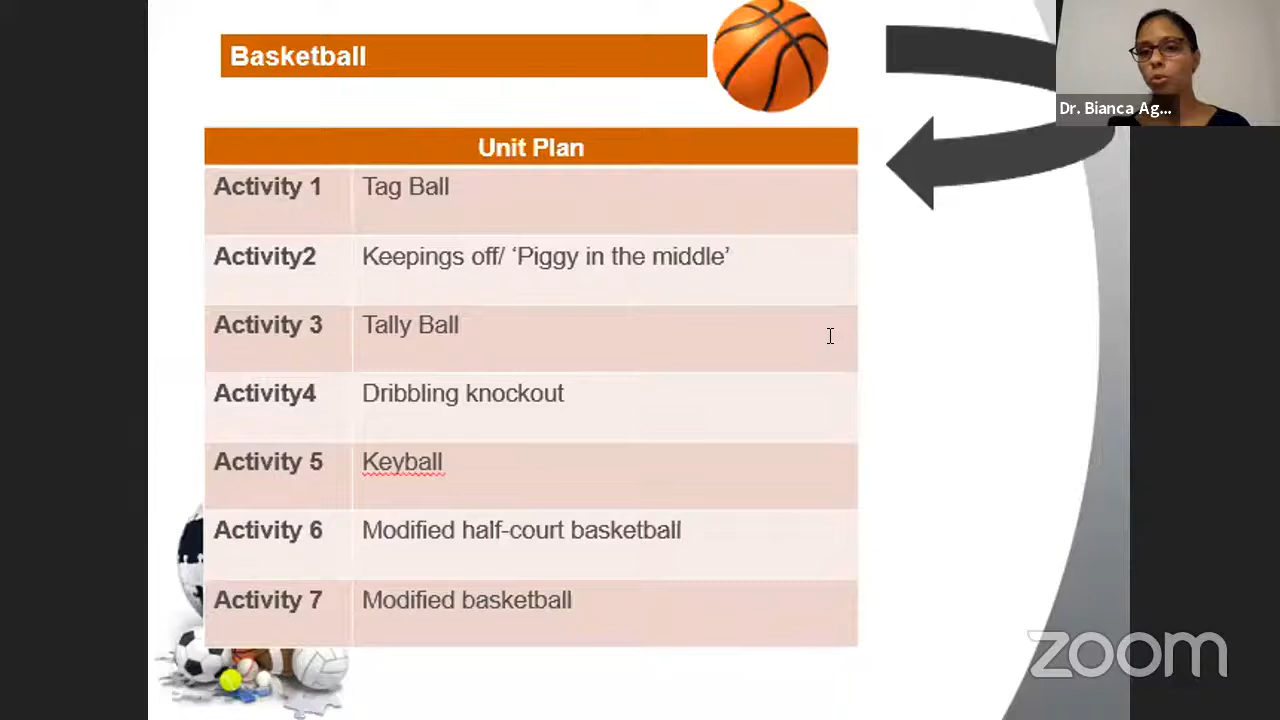 Basketball
Dr. Bianca Ag...
Unit Plan
Activity 1 Tag Ball
Activity2 Keepings off/ ‘Piggy in the middle’
Activity 3 Tally Ball
Activity4 Dribbling knockout
Activity 5 Keyball
Activity 6 Modified half-court basketball
Activity 7 Modified basketball
zoom